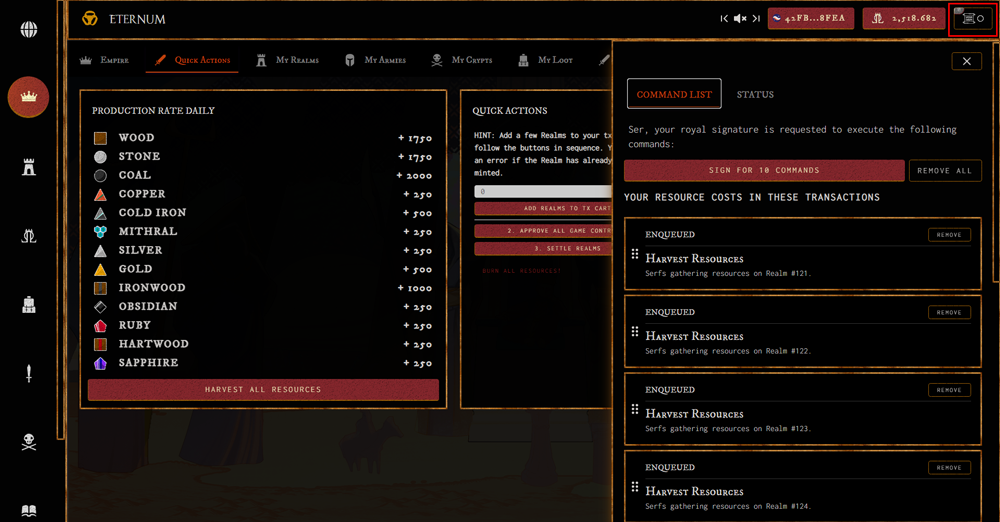 ETERNUM
42FB...8FEA
2,518.682
Empire
Quick Actions
My Realms
My Armies
My Crypts
My Loot
PRODUCTION RATE DAILY
WOOD + 1750
STONE + 1750
COAL + 2000
COPPER + 250
COLD IRON + 500
MITHRAL + 250
SILVER + 250
GOLD + 500
IRONWOOD + 1000
OBSIDIAN + 250
RUBY + 250
HARTWOOD + 250
SAPPHIRE + 250
HARVEST ALL RESOURCES
QUICK ACTIONS
HINT: Add a few Realms to your tx
follow the buttons in sequence. Y
an error if the Realm has already
minted.
0
ADD REALMS TO TX CART
2. APPROVE ALL GAME CONTR
3. SETTLE REALMS
BURN ALL RESOURCES!
COMMAND LIST
STATUS
Ser, your royal signature is requested to execute the following
commands:
SIGN FOR 10 COMMANDS
REMOVE ALL
YOUR RESOURCE COSTS IN THESE TRANSACTIONS
ENQUEUED
REMOVE
Harvest Resources
Serfs gathering resources on Realm #121.
ENQUEUED
REMOVE
Harvest Resources
Serfs gathering resources on Realm #122.
ENQUEUED
REMOVE
Harvest Resources
Serfs gathering resources on Realm #123.
ENQUEUED
REMOVE
Harvest Resources
Serfs gathering resources on Realm #124.